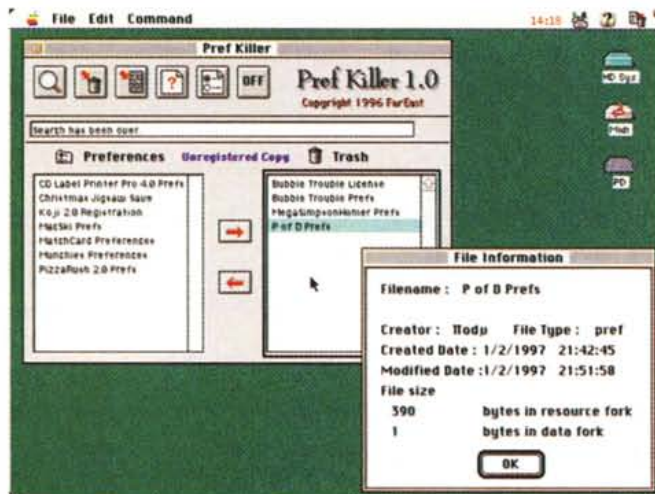 File Edit Command
14:18
Pref Killer
OFF
Pref Killer 1.0
Copyright 1996 FarEast
Search has been over
Preferences Unregistered Copy Trash
CD Label Printer Pro 4.0 Prefs
Christmas Jigsaw Save
Koji 2.0 Registration
MacSki Prefs
MatchCard Preferences
Munchies Preferences
PizzaRush 2.0 Prefs
Bubble Trouble License
Bubble Trouble Prefs
MegaSimpsonHomer Prefs
P of D Prefs
PD
File Information
Filename : P of D Prefs
Creator : πodμ File Type : pref
Created Date : 1/2/1997 21:42:45
Modified Date :1/2/1997 21:51:58
File size
390 bytes in resource fork
1 bytes in data fork
OK